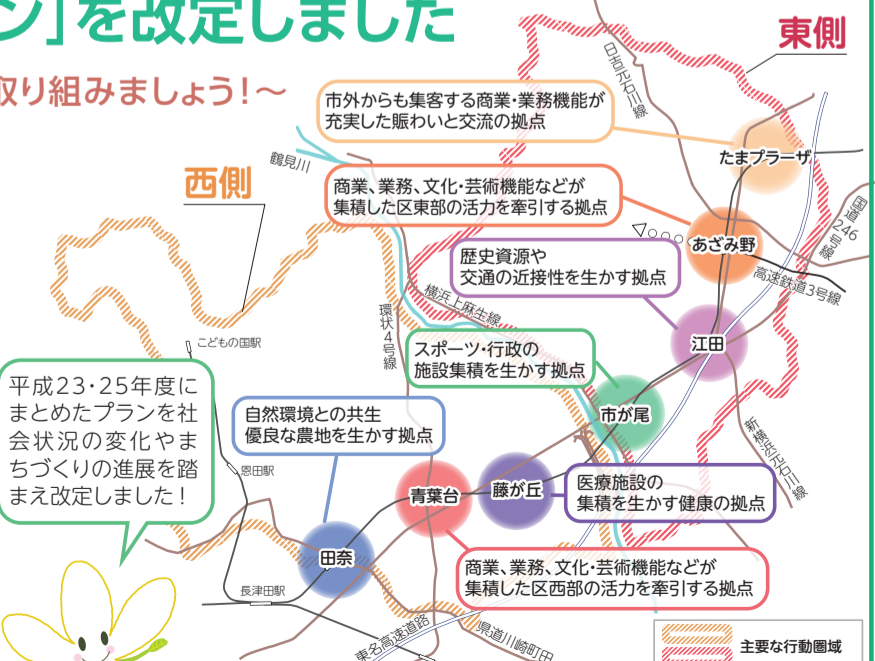 ン」を改定しました
取り組みましょう!～
東側
日吉元石川線
市外からも集客する商業・業務機能が
充実した賑わいと交流の拠点
鶴見川
たまプラーザ
西側
商業、業務、文化・芸術機能などが
集積した区東部の活力を牽引する拠点
国道246号線
あざみ野
歴史資源や
交通の近接性を生かす拠点
高速鉄道3号線
横浜上麻生線
環状4号線
江田
こどもの国駅
スポーツ・行政の
施設集積を生かす拠点
平成23・25年度に
まとめたプランを社
会状況の変化やま
ちづくりの進展を踏
まえ改定しました!
自然環境との共生
優良な農地を生かす拠点
市が尾
新横浜元石川線
恩田駅
青葉台
藤が丘
医療施設の
集積を生かす健康の拠点
田奈
商業、業務、文化・芸術機能などが
集積した区西部の活力を牽引する拠点
長津田駅
東名高速道路
県道川崎町田
主要な行動圏域